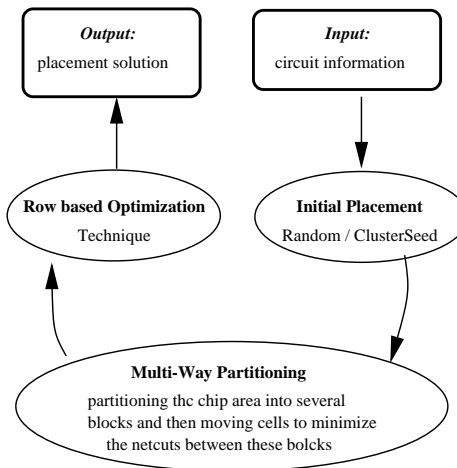 Output:
placement solution
Input:
circuit information
Row based Optimization
Technique
Initial Placement
Random / ClusterSeed
Multi-Way Partitioning
partitioning thc chip area into several
blocks and then moving cells to minimize
the netcuts between these bolcks